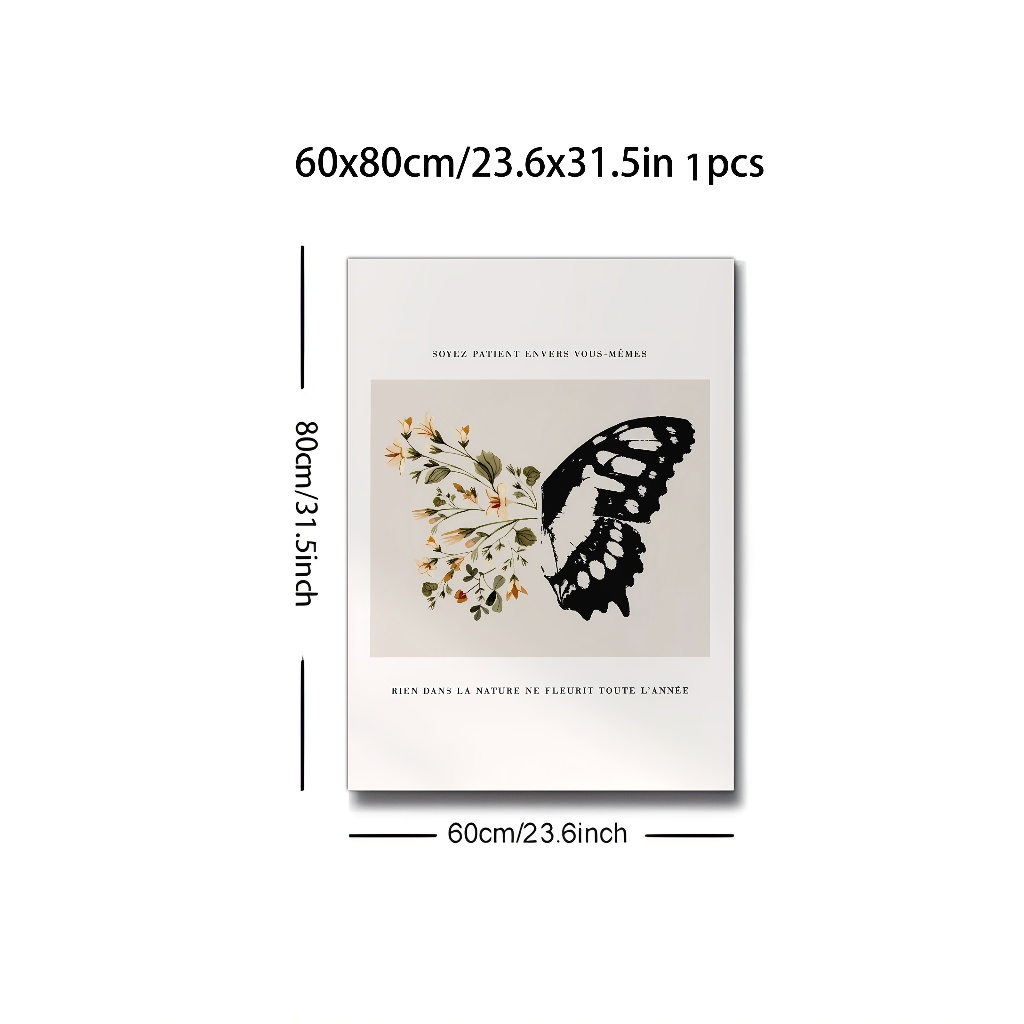 60x80cm/23.6x31.5in 1pcs
SOYEZ PATIENT ENVERS VOUS-MÊMES
80cm/31.5inch
RIEN DANS LA NATURE NE FLEURIT TOUTE L'ANNÉE
60cm/23.6inch